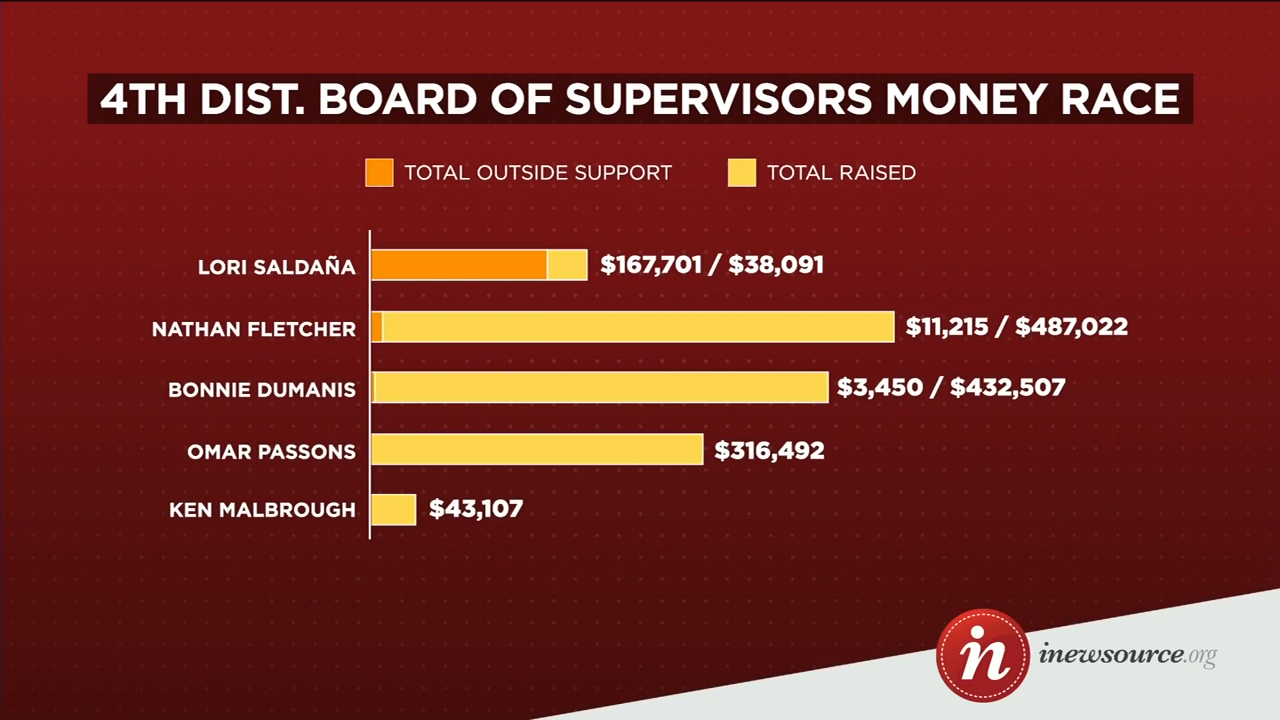 4TH DIST. BOARD OF SUPERVISORS MONEY RACE
TOTAL OUTSIDE SUPPORT TOTAL RAISED
LORI SALDAÑA $167,701 / $38,091
NATHAN FLETCHER $11,215 / $487,022
BONNIE DUMANIS $3,450 / $432,507
OMAR PASSONS $316,492
KEN MALBROUGH $43,107
in inewsource.org